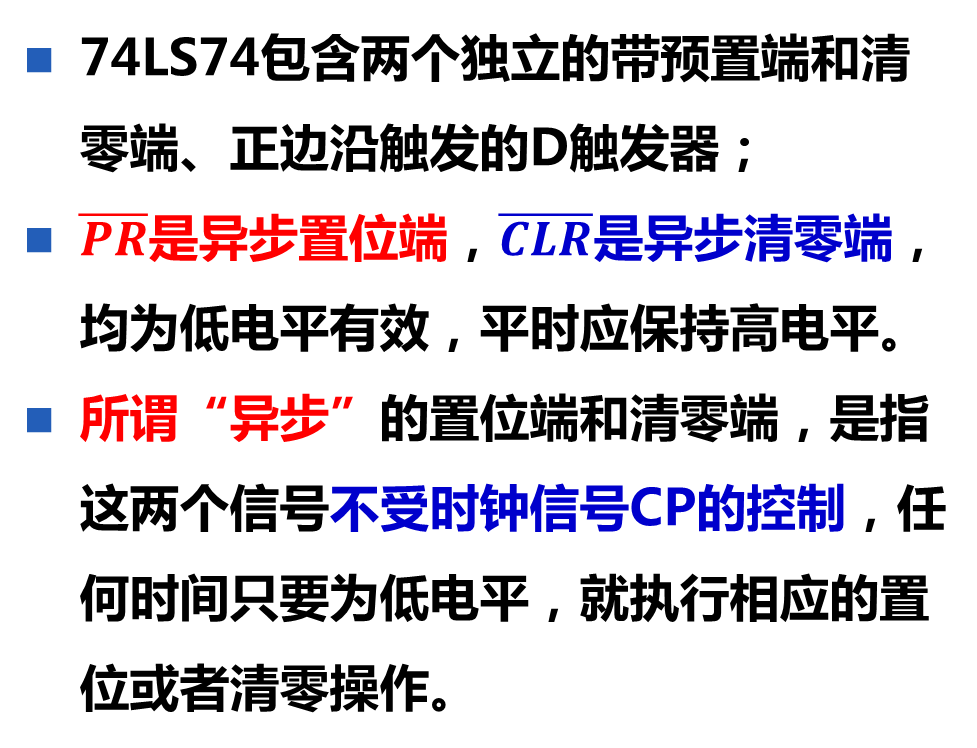 ■ 74LS74包含两个独立的带预置端和清
零端、正边沿触发的D触发器；
■ \overline{PR}是异步置位端，\overline{CLR}是异步清零端，
均为低电平有效，平时应保持高电平。
■ 所谓“异步”的置位端和清零端，是指
这两个信号不受时钟信号CP的控制，任
何时间只要为低电平，就执行相应的置
位或者清零操作。